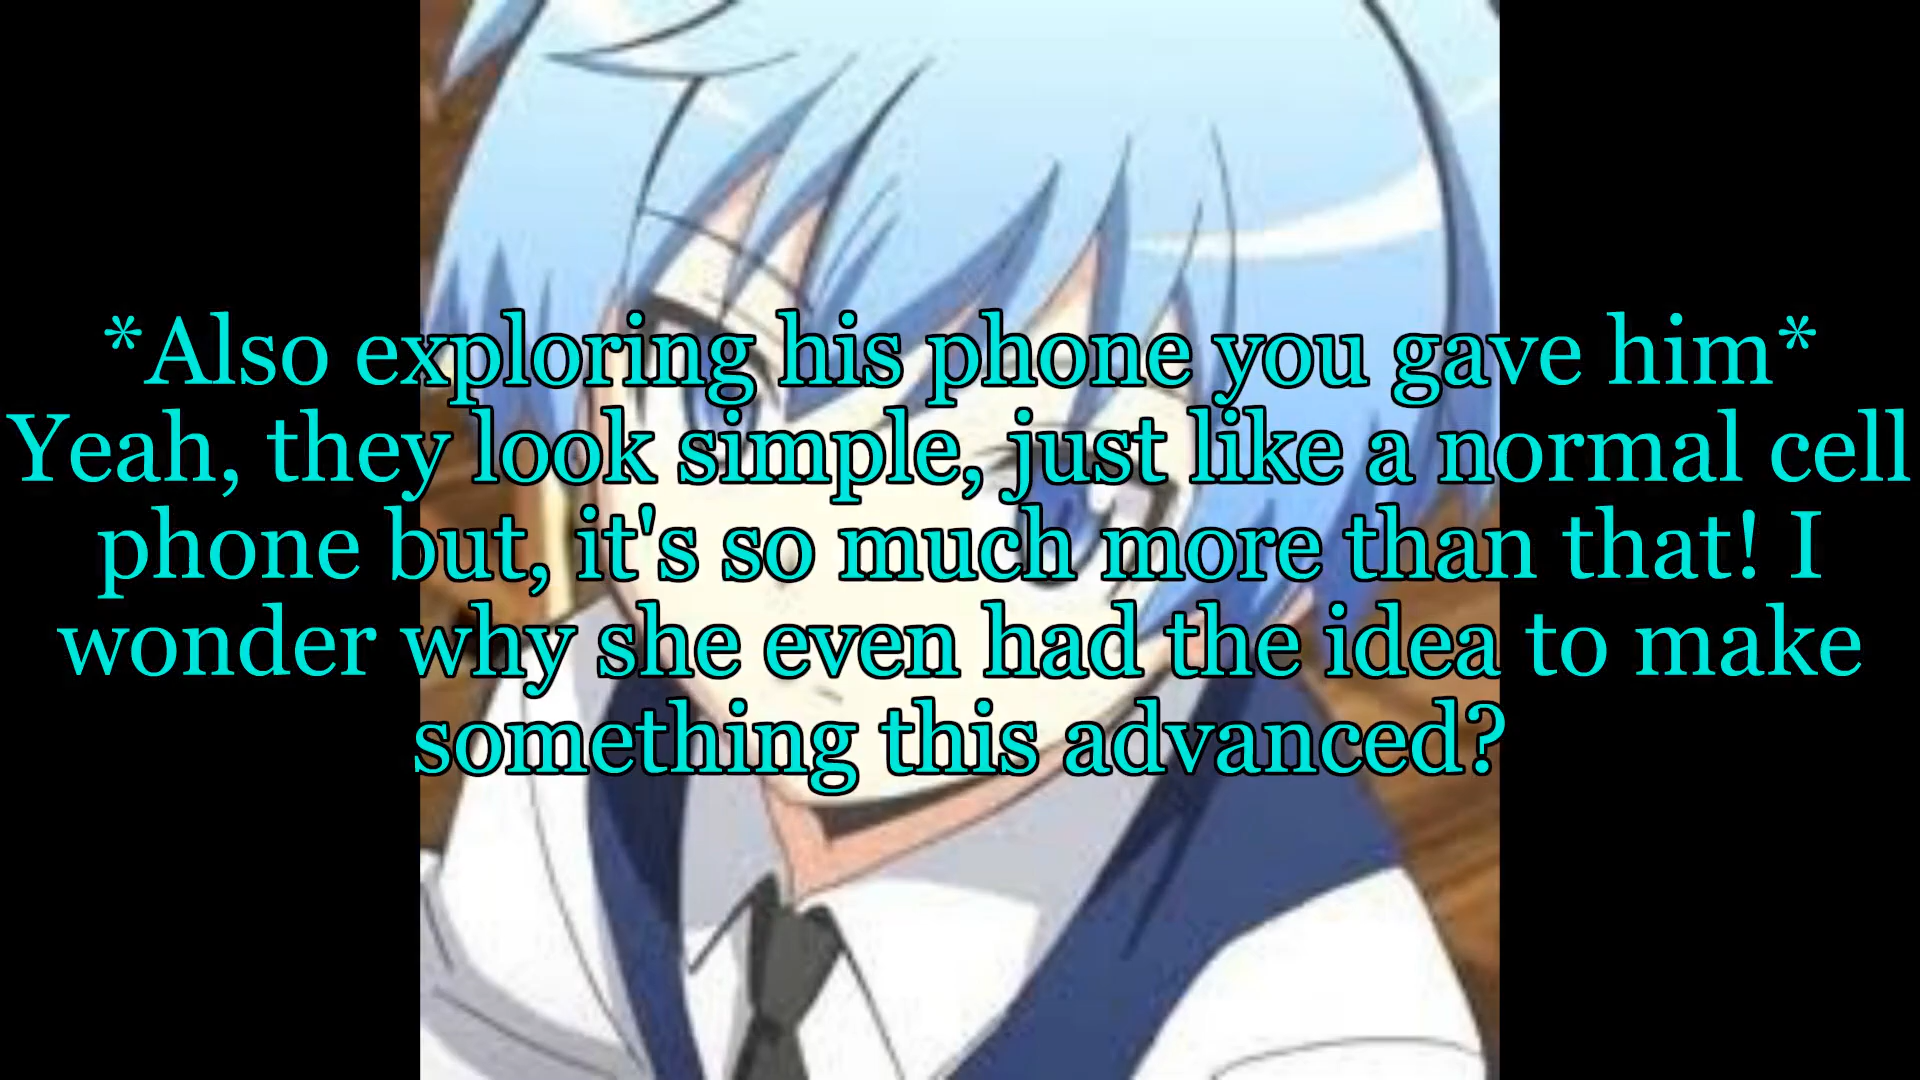 *Also exploring his phone you gave him*
Yeah, they look simple, just like a normal cell
phone but, it's so much more than that! I
wonder why she even had the idea to make
something this advanced?